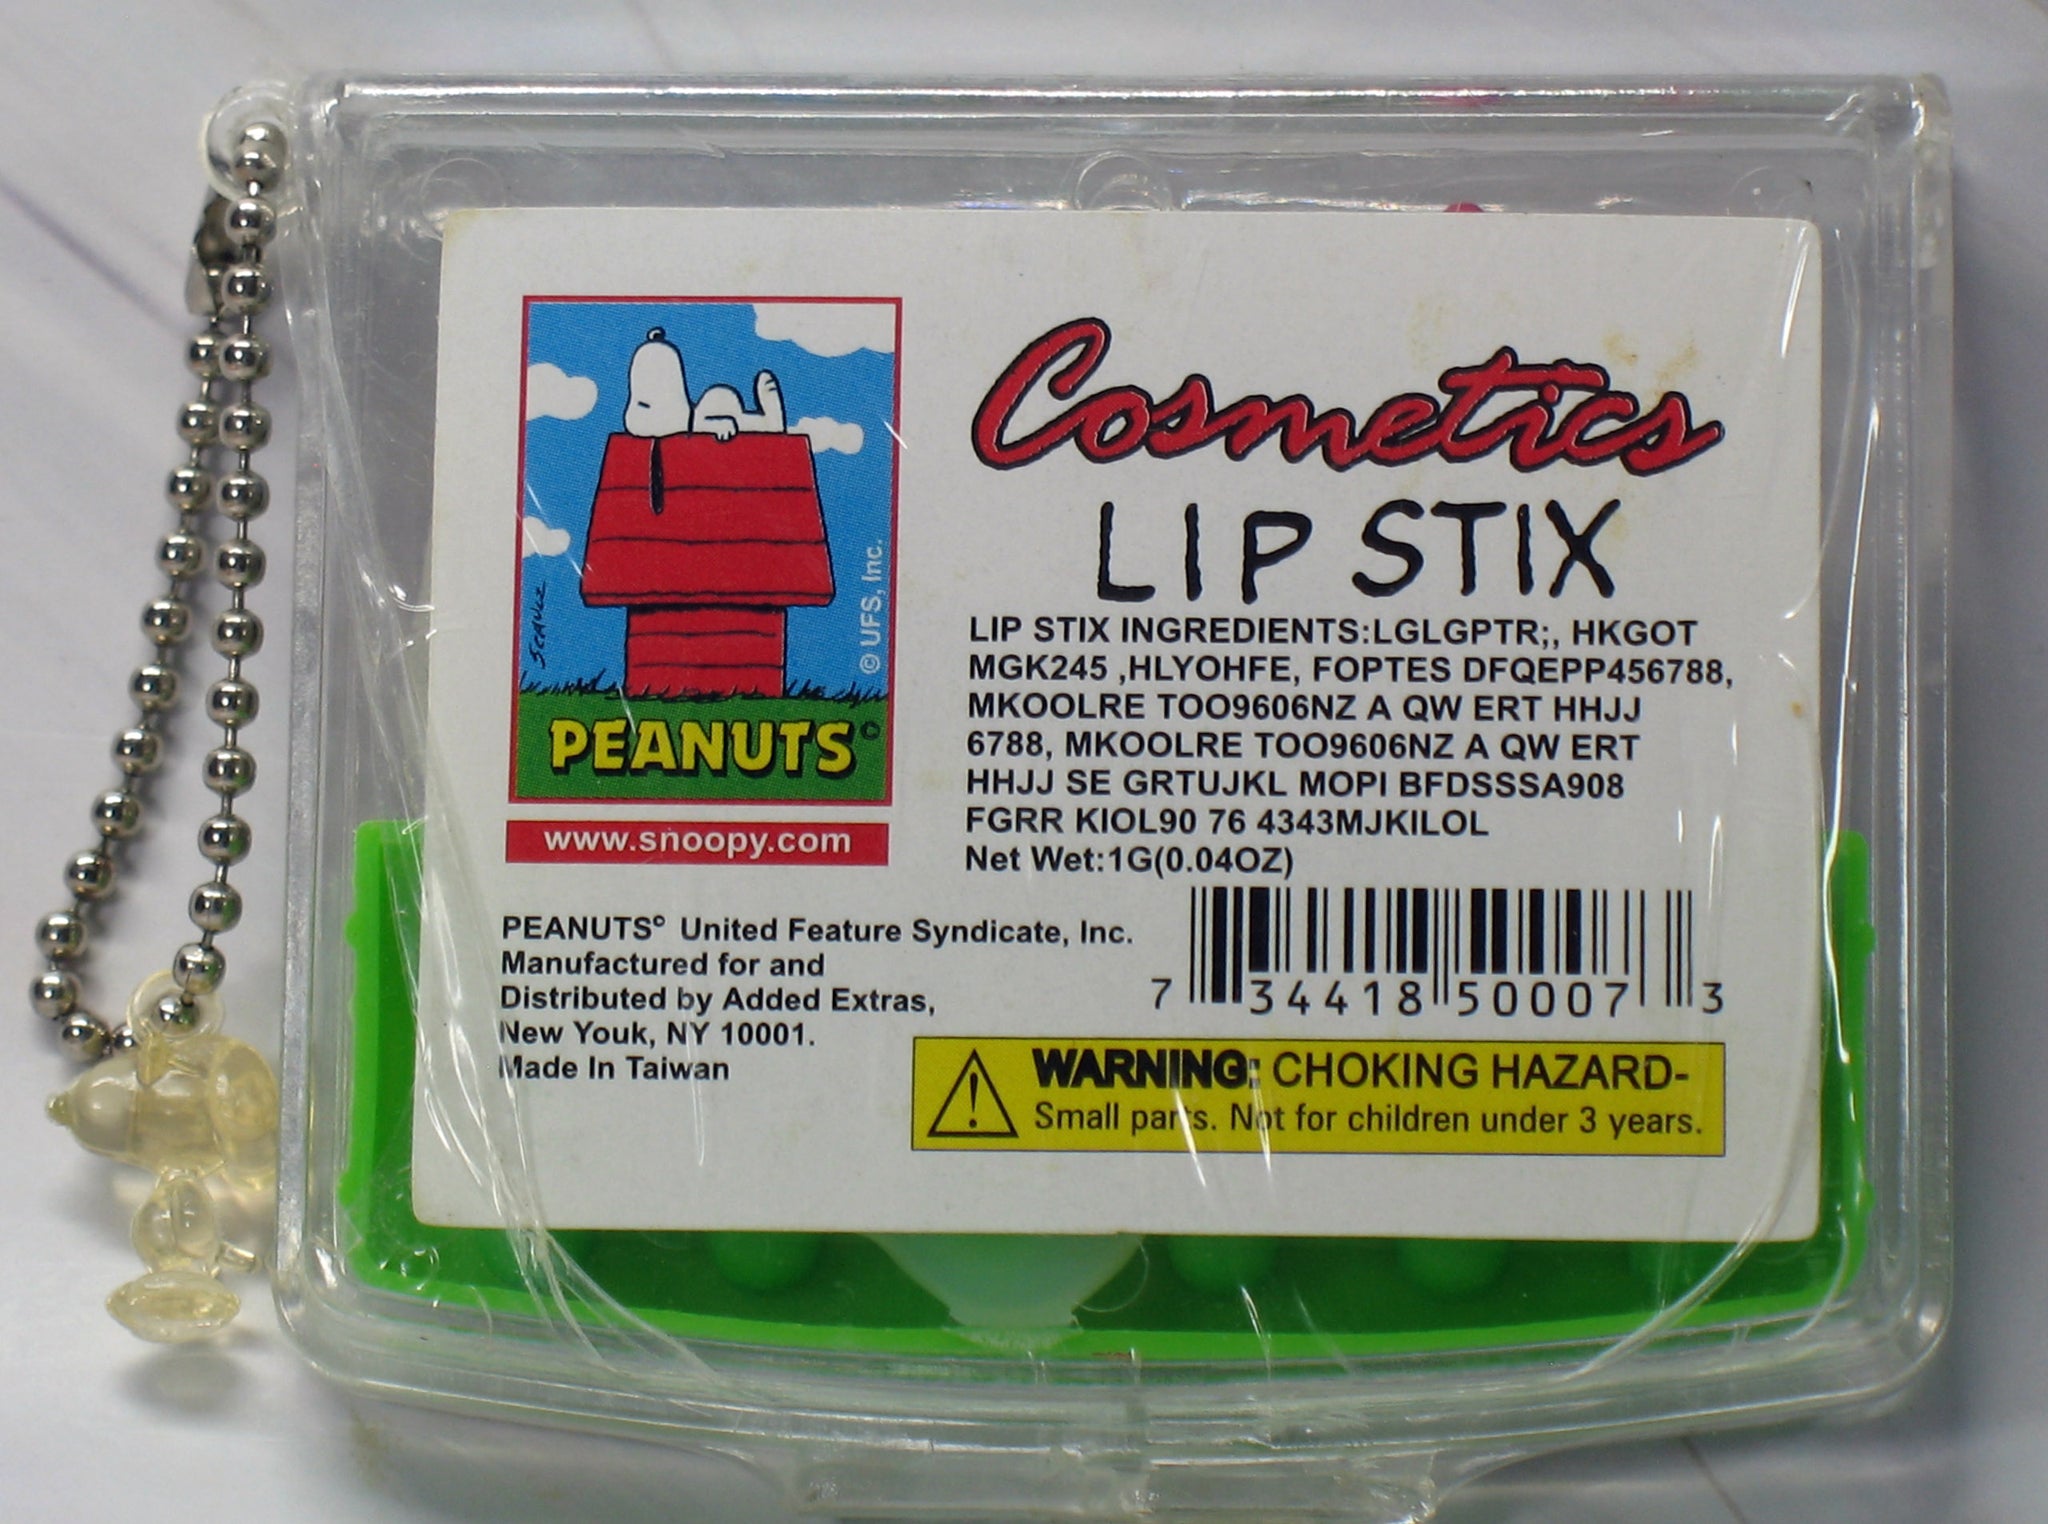 Cosmetics
LIP STIX
SCHULZ
© UFS, Inc.
PEANUTS©
www.snoopy.com
LIP STIX INGREDIENTS:LGLGPTR;, HKGOT
MGK245 ,HLYOHFE, FOPTES DFQEPP456788,
MKOOLRE TOO9606NZ A QW ERT HHJJ
6788, MKOOLRE TOO9606NZ A QW ERT
HHJJ SE GRTUJKL MOPI BFDSSSA908
FGRR KIOL90 76 4343MJKILOL
Net Wet:1G(0.04OZ)
PEANUTS© United Feature Syndicate, Inc.
Manufactured for and
Distributed by Added Extras,
New Youk, NY 10001.
Made In Taiwan
7 34418 50007 3
WARNING: CHOKING HAZARD-
Small parts. Not for children under 3 years.